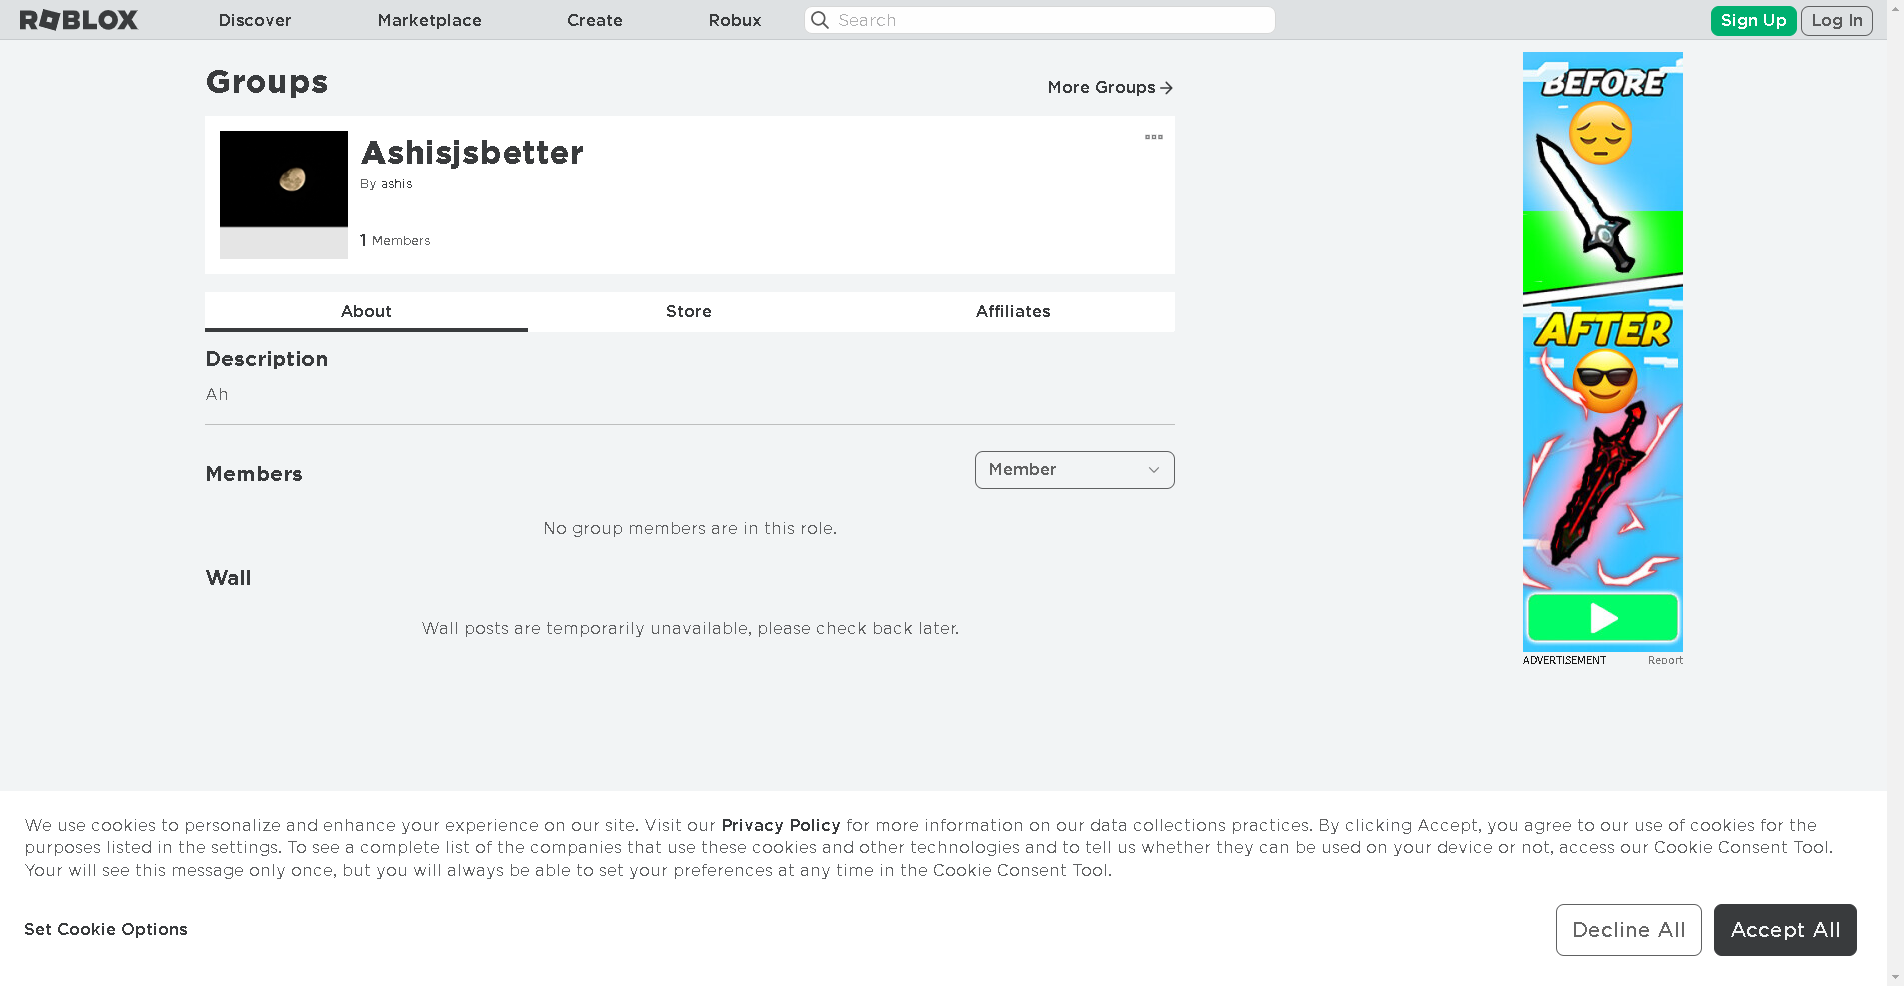 ROBLOX Discover Marketplace Create Robux Search Sign Up Log In
Groups
More Groups
Ashisjsbetter
By ashis
1 Members
About Store Affiliates
Description
Ah
Members
Member
No group members are in this role.
Wall
Wall posts are temporarily unavailable, please check back later.
BEFORE
AFTER
ADVERTISEMENT Report
We use cookies to personalize and enhance your experience on our site. Visit our Privacy Policy for more information on our data collections practices. By clicking Accept, you agree to our use of cookies for the
purposes listed in the settings. To see a complete list of the companies that use these cookies and other technologies and to tell us whether they can be used on your device or not, access our Cookie Consent Tool.
Your will see this message only once, but you will always be able to set your preferences at any time in the Cookie Consent Tool.
Set Cookie Options
Decline All Accept All